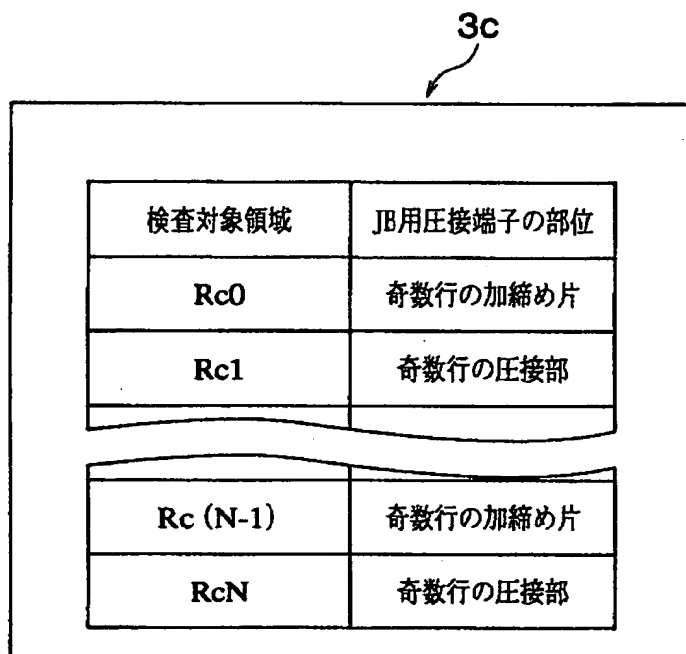 3c
検査対象領域 JB用圧接端子の部位
Rc0 奇数行の加締め片
Rc1 奇数行の圧接部
Rc (N-1) 奇数行の加締め片
RcN 奇数行の圧接部